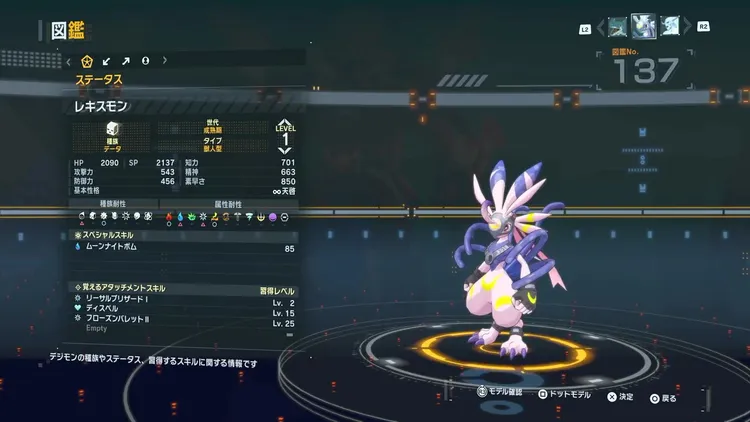 図鑑
L2
R2
図鑑No.
137
ステータス
レキスモン
種族
データ
世代
成熟期
タイプ
獣人型
LEVEL
1
HP 2090 SP 2137 知力 701
攻撃力 543 精神 663
防御力 456 素早さ 850
基本性格 天啓
種族耐性 属性耐性
スペシャルスキル
ムーンナイトボム 85
覚えるアタッチメントスキル 習得レベル
リーサルブリザードⅠ Lv. 2
ディスペル Lv. 15
フローズンバレットⅡ Lv. 25
Empty
デジモンの種族やステータス、習得するスキルに関する情報です
モデル確認 ドットモデル 決定 戻る